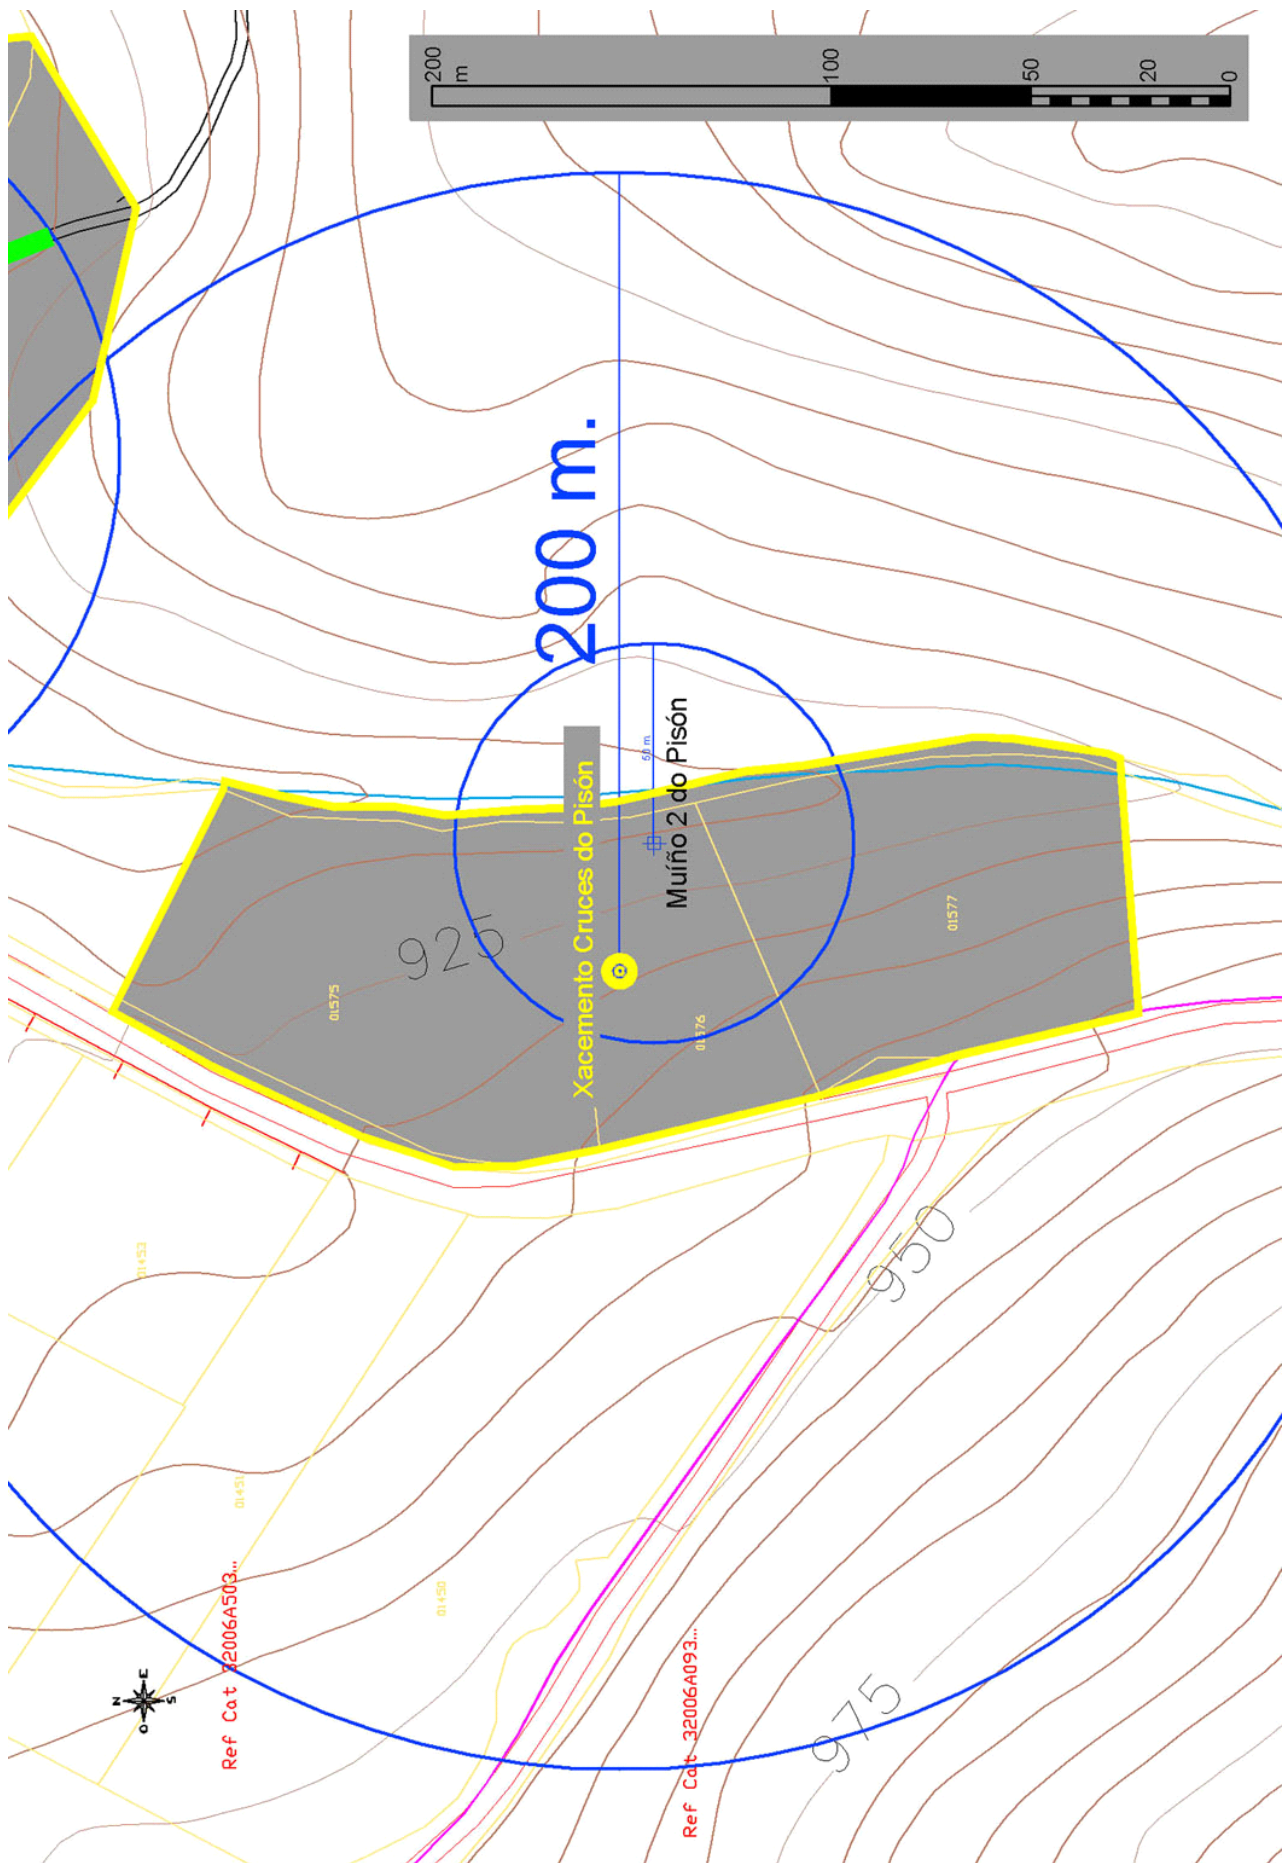 200
100
50
20
0
m
200 m.
50 m.
Xacemento Cruces do Pisón
Muíño 2 do Pisón
925
01575
01576
01577
950
975
01453
01451
01450
Ref Cat 32006A503...
Ref Cat 32006A093...
N
E
S
O